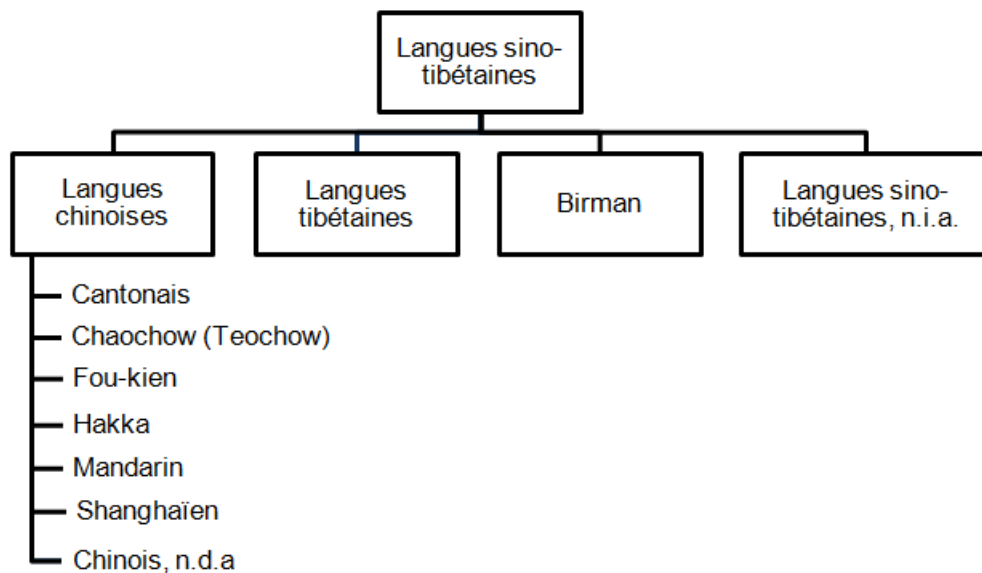 Langues sino-
tibétaines
Langues
chinoises
Langues
tibétaines
Birman
Langues sino-
tibétaines, n.i.a.
Cantonais
Chaochow (Teochow)
Fou-kien
Hakka
Mandarin
Shanghaïen
Chinois, n.d.a